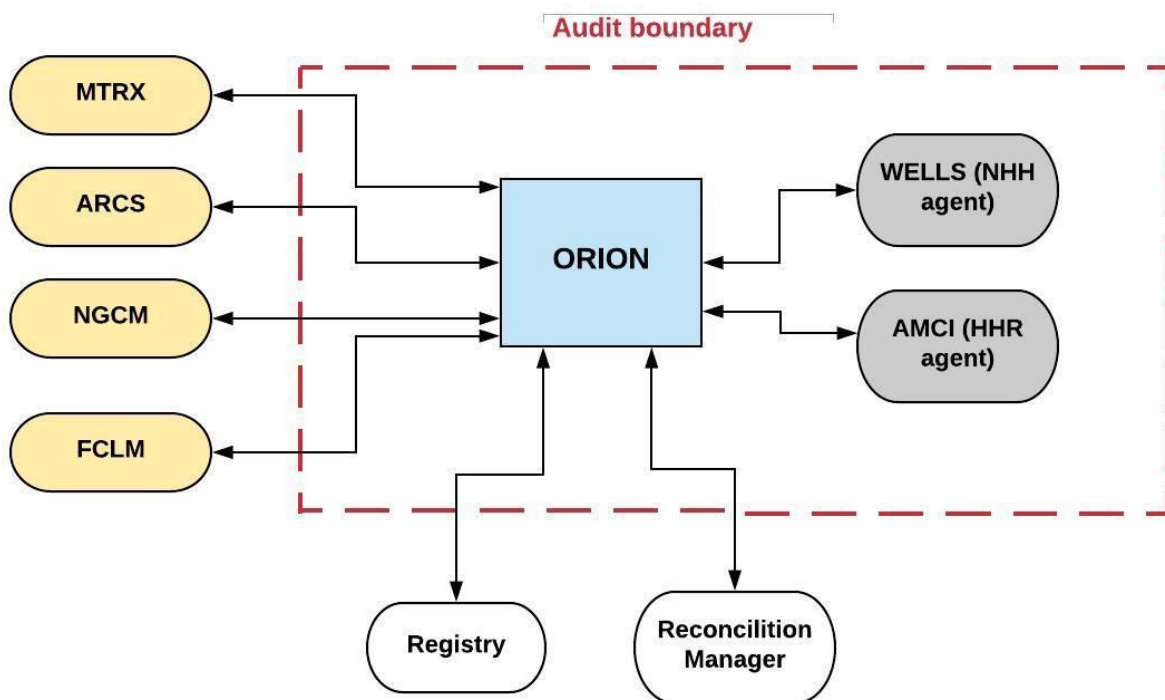 Audit boundary
MTRX
ARCS
NGCM
FCLM
ORION
WELLS (NHH
agent)
AMCI (HHR
agent)
Registry
Reconcilition
Manager